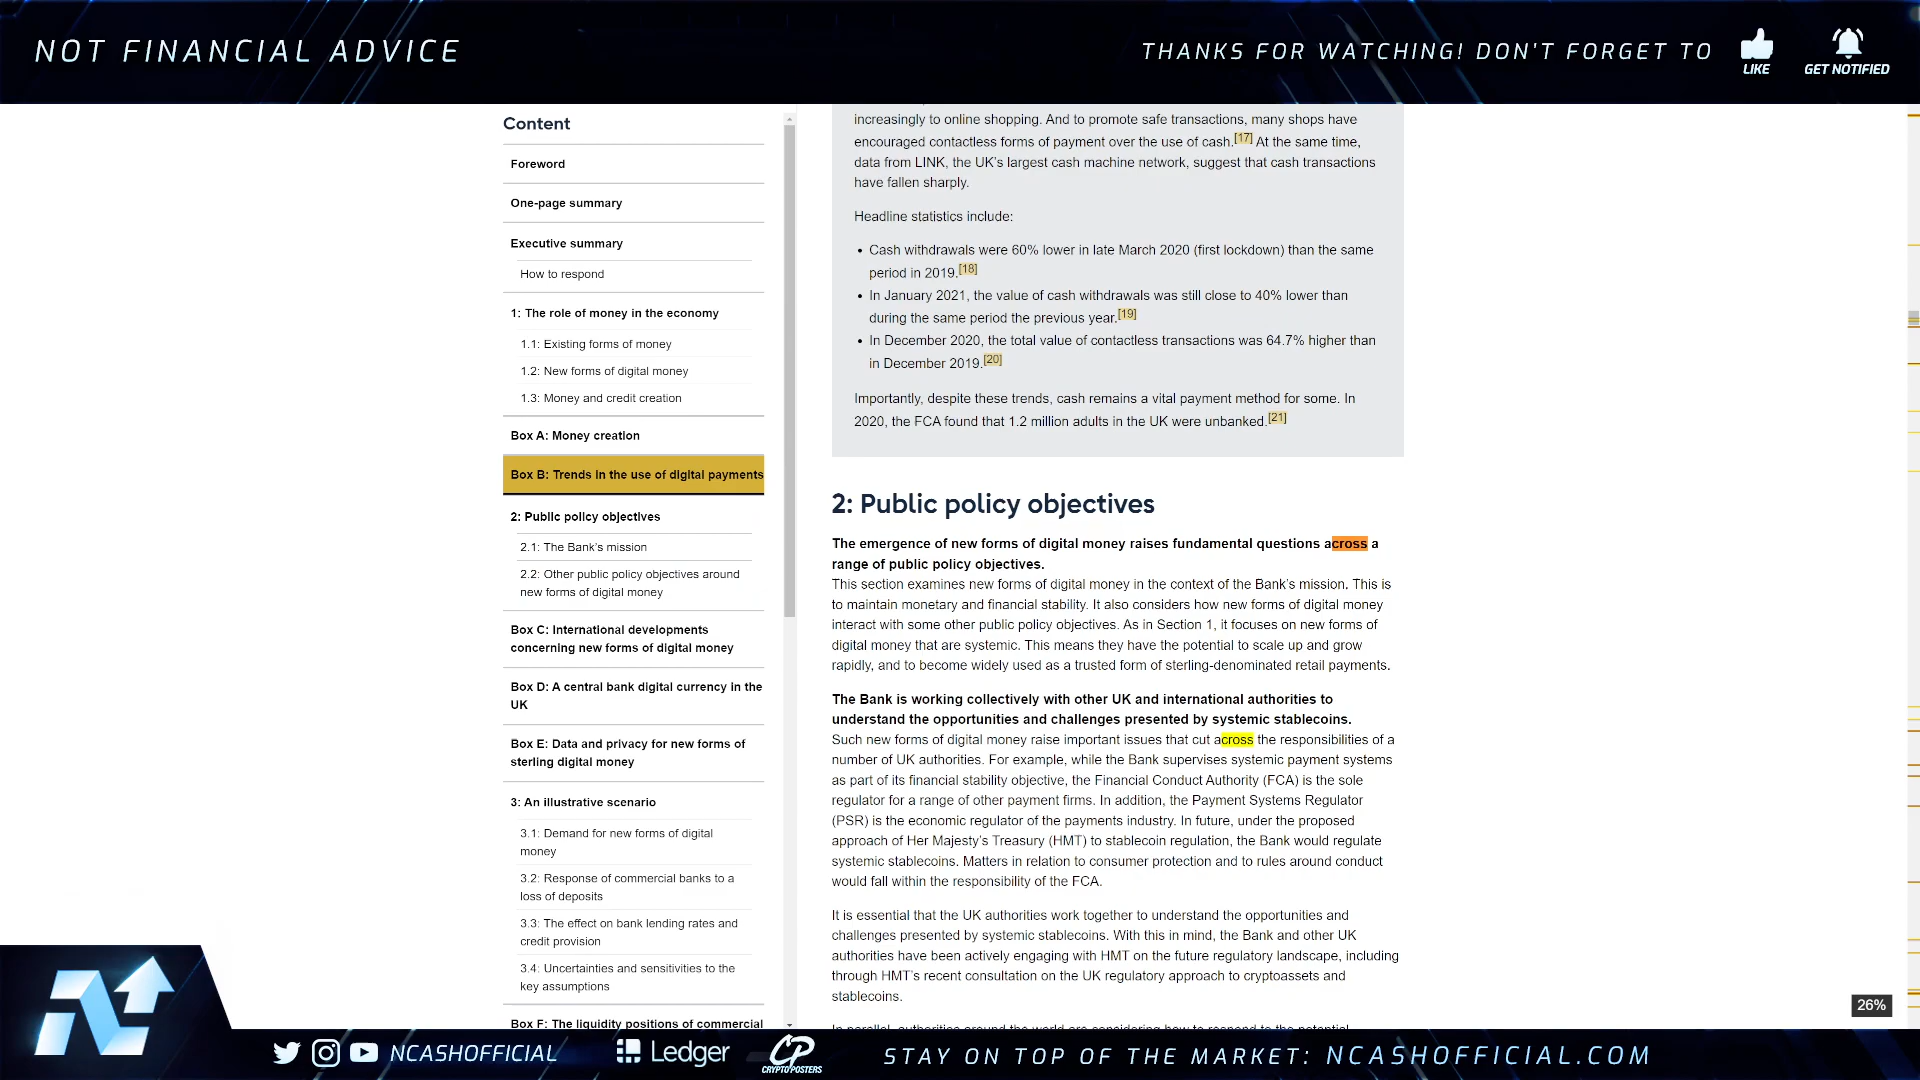 NOT FINANCIAL ADVICE
THANKS FOR WATCHING! DON'T FORGET TO
LIKE
GET NOTIFIED
Content
Foreword
One-page summary
Executive summary
How to respond
1: The role of money in the economy
1.1: Existing forms of money
1.2: New forms of digital money
1.3: Money and credit creation
Box A: Money creation
Box B: Trends in the use of digital payments
2: Public policy objectives
2.1: The Bank's mission
2.2: Other public policy objectives around
new forms of digital money
Box C: International developments
concerning new forms of digital money
Box D: A central bank digital currency in the
UK
Box E: Data and privacy for new forms of
sterling digital money
3: An illustrative scenario
3.1: Demand for new forms of digital
money
3.2: Response of commercial banks to a
loss of deposits
3.3: The effect on bank lending rates and
credit provision
3.4: Uncertainties and sensitivities to the
key assumptions
Box F: The liquidity positions of commercial
increasingly to online shopping. And to promote safe transactions, many shops have
encouraged contactless forms of payment over the use of cash.[17] At the same time,
data from LINK, the UK's largest cash machine network, suggest that cash transactions
have fallen sharply.
Headline statistics include:
• Cash withdrawals were 60% lower in late March 2020 (first lockdown) than the same
period in 2019.[18]
• In January 2021, the value of cash withdrawals was still close to 40% lower than
during the same period the previous year.[19]
• In December 2020, the total value of contactless transactions was 64.7% higher than
in December 2019.[20]
Importantly, despite these trends, cash remains a vital payment method for some. In
2020, the FCA found that 1.2 million adults in the UK were unbanked.[21]
2: Public policy objectives
The emergence of new forms of digital money raises fundamental questions across a
range of public policy objectives.
This section examines new forms of digital money in the context of the Bank's mission. This is
to maintain monetary and financial stability. It also considers how new forms of digital money
interact with some other public policy objectives. As in Section 1, it focuses on new forms of
digital money that are systemic. This means they have the potential to scale up and grow
rapidly, and to become widely used as a trusted form of sterling-denominated retail payments.
The Bank is working collectively with other UK and international authorities to
understand the opportunities and challenges presented by systemic stablecoins.
Such new forms of digital money raise important issues that cut across the responsibilities of a
number of UK authorities. For example, while the Bank supervises systemic payment systems
as part of its financial stability objective, the Financial Conduct Authority (FCA) is the sole
regulator for a range of other payment firms. In addition, the Payment Systems Regulator
(PSR) is the economic regulator of the payments industry. In future, under the proposed
approach of Her Majesty's Treasury (HMT) to stablecoin regulation, the Bank would regulate
systemic stablecoins. Matters in relation to consumer protection and to rules around conduct
would fall within the responsibility of the FCA.
It is essential that the UK authorities work together to understand the opportunities and
challenges presented by systemic stablecoins. With this in mind, the Bank and other UK
authorities have been actively engaging with HMT on the future regulatory landscape, including
through HMT's recent consultation on the UK regulatory approach to cryptoassets and
stablecoins.
In parallel, authorities around the world are considering how to respond to the potential
26%
NCASHOFFICIAL
Ledger
CP
CRYPTOPOSTERS
STAY ON TOP OF THE MARKET: NCASHOFFICIAL.COM